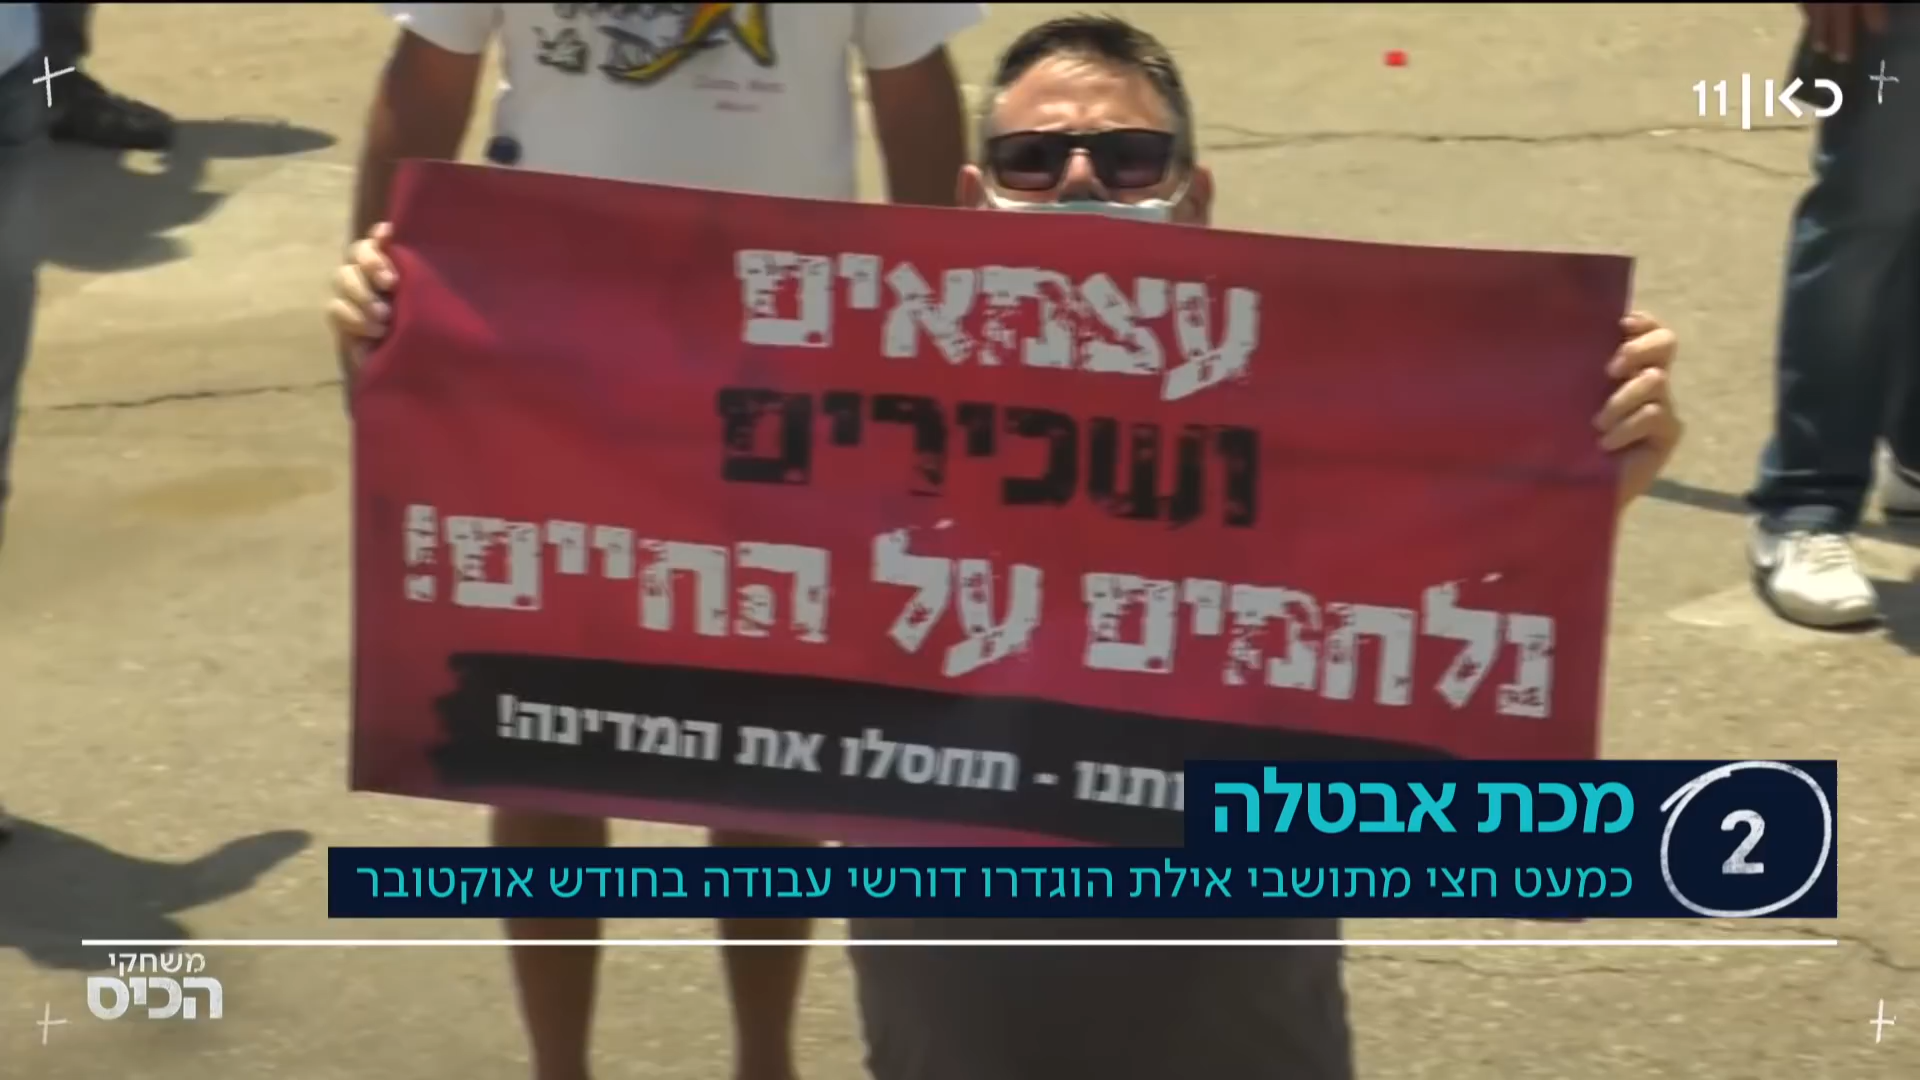 כאן 11
עצמאים
ושכירים
נלחמים על החיים!
תחסלו את המדינה!
מכת אבטלה
2
כמעט חצי מתושבי אילת הוגדרו דורשי עבודה בחודש אוקטובר
משחקי
הכיס